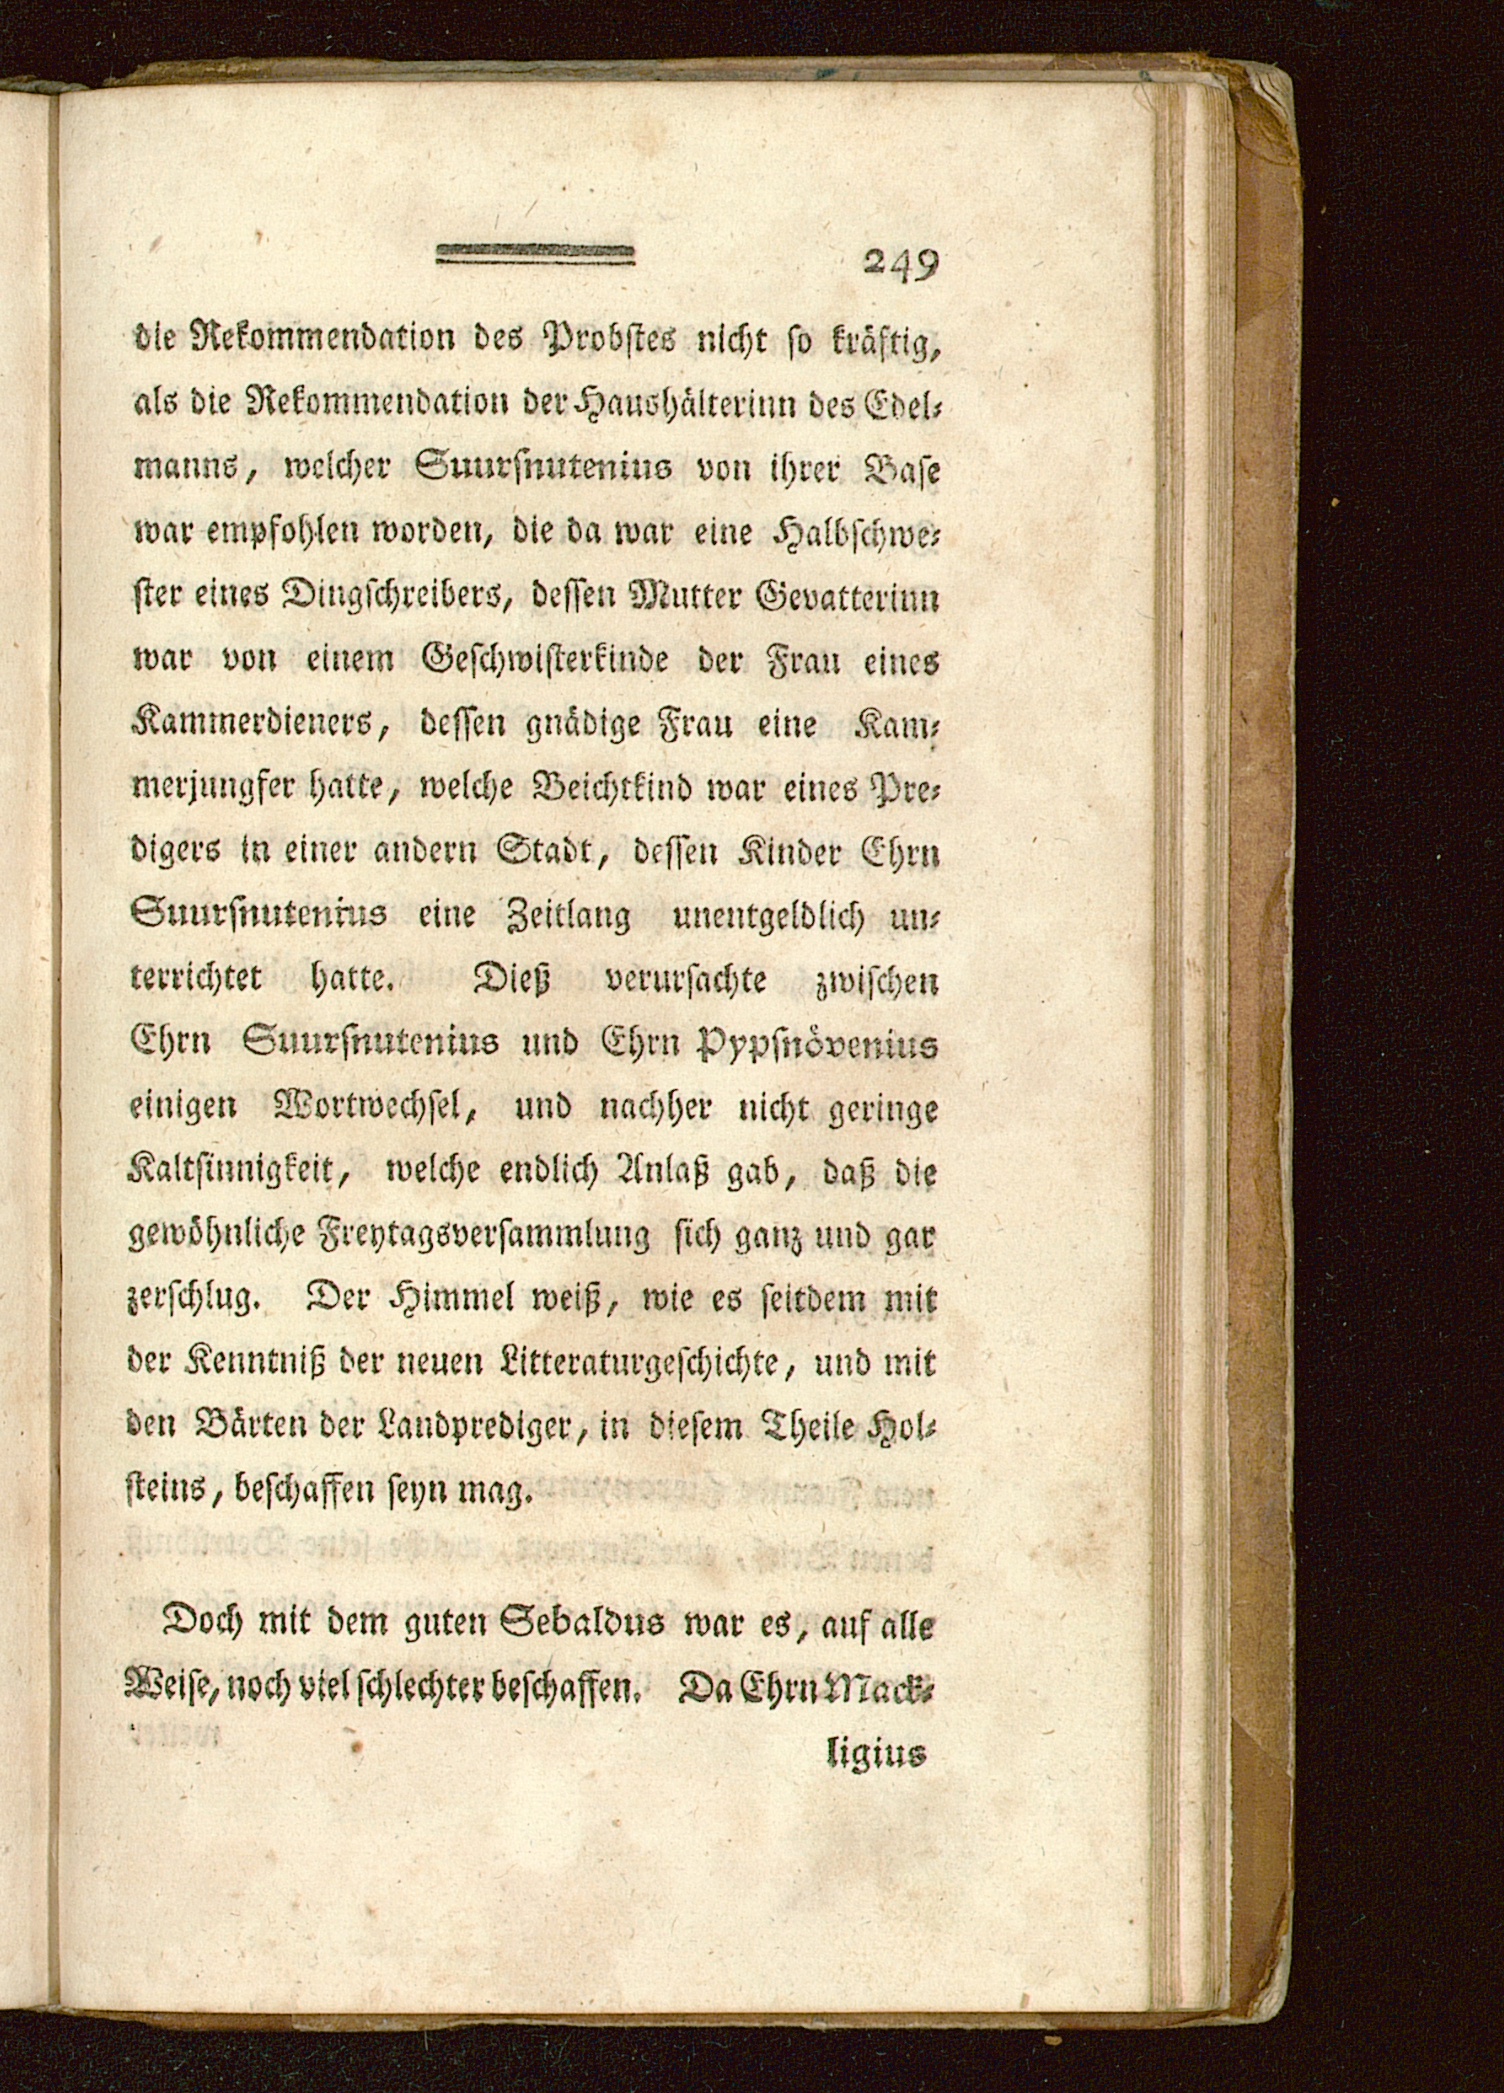 249
die Rekommendation des Probstes nicht so kräftig,
als die Rekommendation der Haushälterinn des Edel⸗
manns, welcher Suursnutenius von ihrer Base
war empfohlen worden, die da war eine Halbschwe⸗
ster eines Dingschreibers, dessen Mutter Gevatterinn
war von einem Geschwisterkinde der Frau eines
Kammerdieners, dessen gnädige Frau eine Kam⸗
merjungfer hatte, welche Beichtkind war eines Pre⸗
digers in einer andern Stadt, dessen Kinder Ehrn
Suursnutenius eine Zeitlang unentgeldlich un⸗
terrichtet hatte. Dieß verursachte zwischen
Ehrn Suursnutenius und Ehrn Pypsnövenius
einigen Wortwechsel, und nachher nicht geringe
Kaltsinnigkeit, welche endlich Anlaß gab, daß die
gewöhnliche Freytagsversammlung sich ganz und gar
zerschlug. Der Himmel weiß, wie es seitdem mit
der Kenntniß der neuen Litteraturgeschichte, und mit
den Bärten der Landprediger, in diesem Theile Hol⸗
steins, beschaffen seyn mag.
Doch mit dem guten Sebaldus war es, auf alle
Weise, noch viel schlechter beschaffen. Da Ehrn Mack⸗
ligius